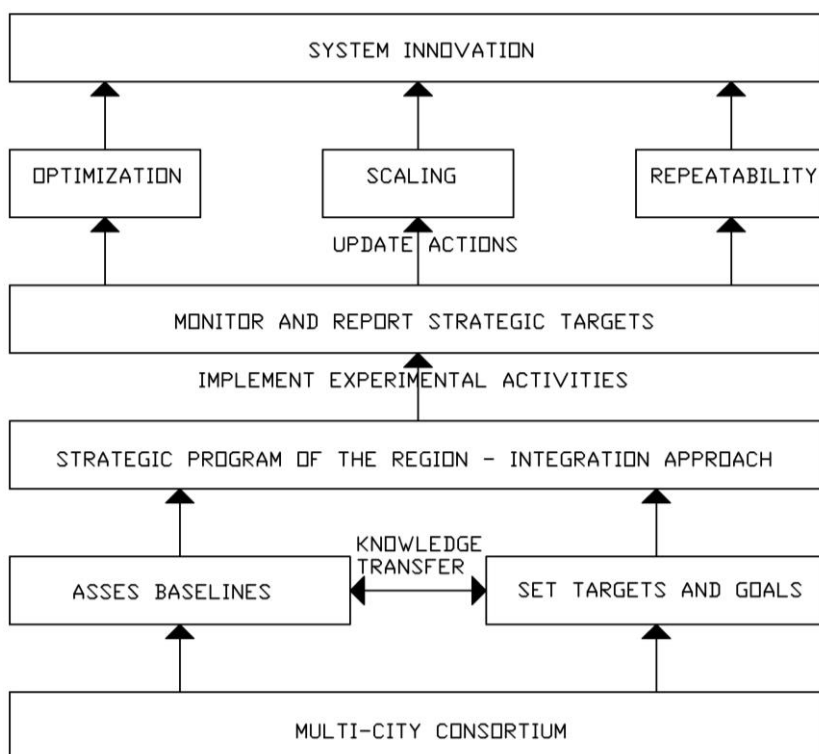 SYSTEM INNOVATION
OPTIMIZATION
SCALING
REPEATABILITY
UPDATE ACTIONS
MONITOR AND REPORT STRATEGIC TARGETS
IMPLEMENT EXPERIMENTAL ACTIVITIES
STRATEGIC PROGRAM OF THE REGION - INTEGRATION APPROACH
KNOWLEDGE
TRANSFER
ASSES BASELINES
SET TARGETS AND GOALS
MULTI-CITY CONSORTIUM